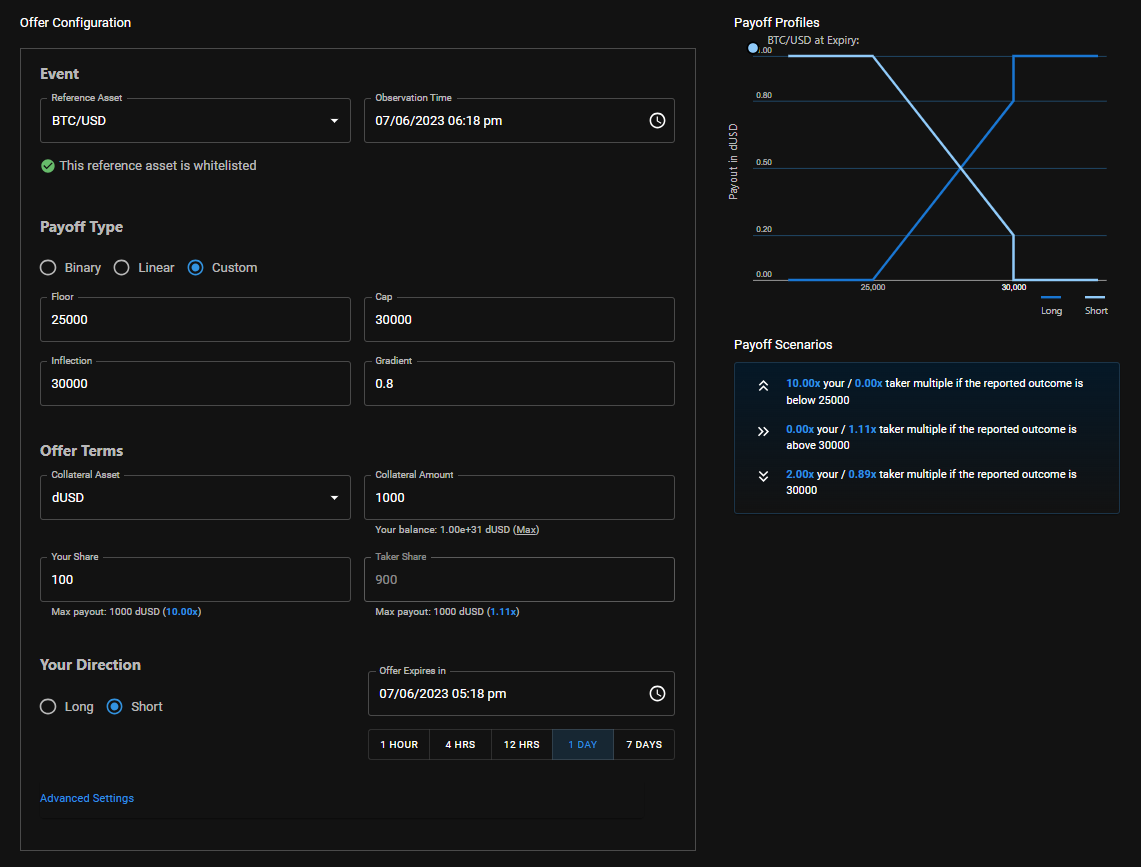 Offer Configuration
Event
Reference Asset
BTC/USD
Observation Time
07/06/2023 06:18 pm
This reference asset is whitelisted
Payoff Type
Binary
Linear
Custom
Floor
25000
Cap
30000
Inflection
30000
Gradient
0.8
Offer Terms
Collateral Asset
dUSD
Collateral Amount
1000
Your balance: 1.00e+31 dUSD (Max)
Your Share
100
Max payout: 1000 dUSD (10.00x)
Taker Share
900
Max payout: 1000 dUSD (1.11x)
Your Direction
Long
Short
Offer Expires in
07/06/2023 05:18 pm
1 HOUR
4 HRS
12 HRS
1 DAY
7 DAYS
Advanced Settings
Payoff Profiles
BTC/USD at Expiry:
1.00
0.80
0.50
0.20
0.00
Payout in dUSD
25,000
30,000
Long
Short
Payoff Scenarios
10.00x your / 0.00x taker multiple if the reported outcome is
below 25000
0.00x your / 1.11x taker multiple if the reported outcome is
above 30000
2.00x your / 0.89x taker multiple if the reported outcome is
30000